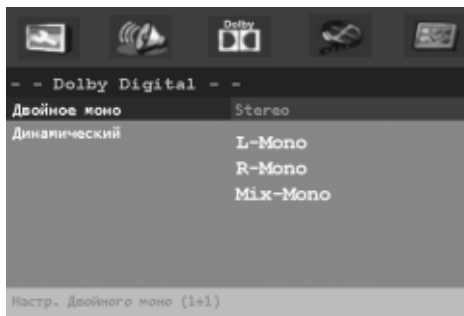 Dolby
- - Dolby Digital - -
Двойное моно Stereo
Динамический
L-Mono
R-Mono
Mix-Mono
Настр. Двойного моно (1+1)